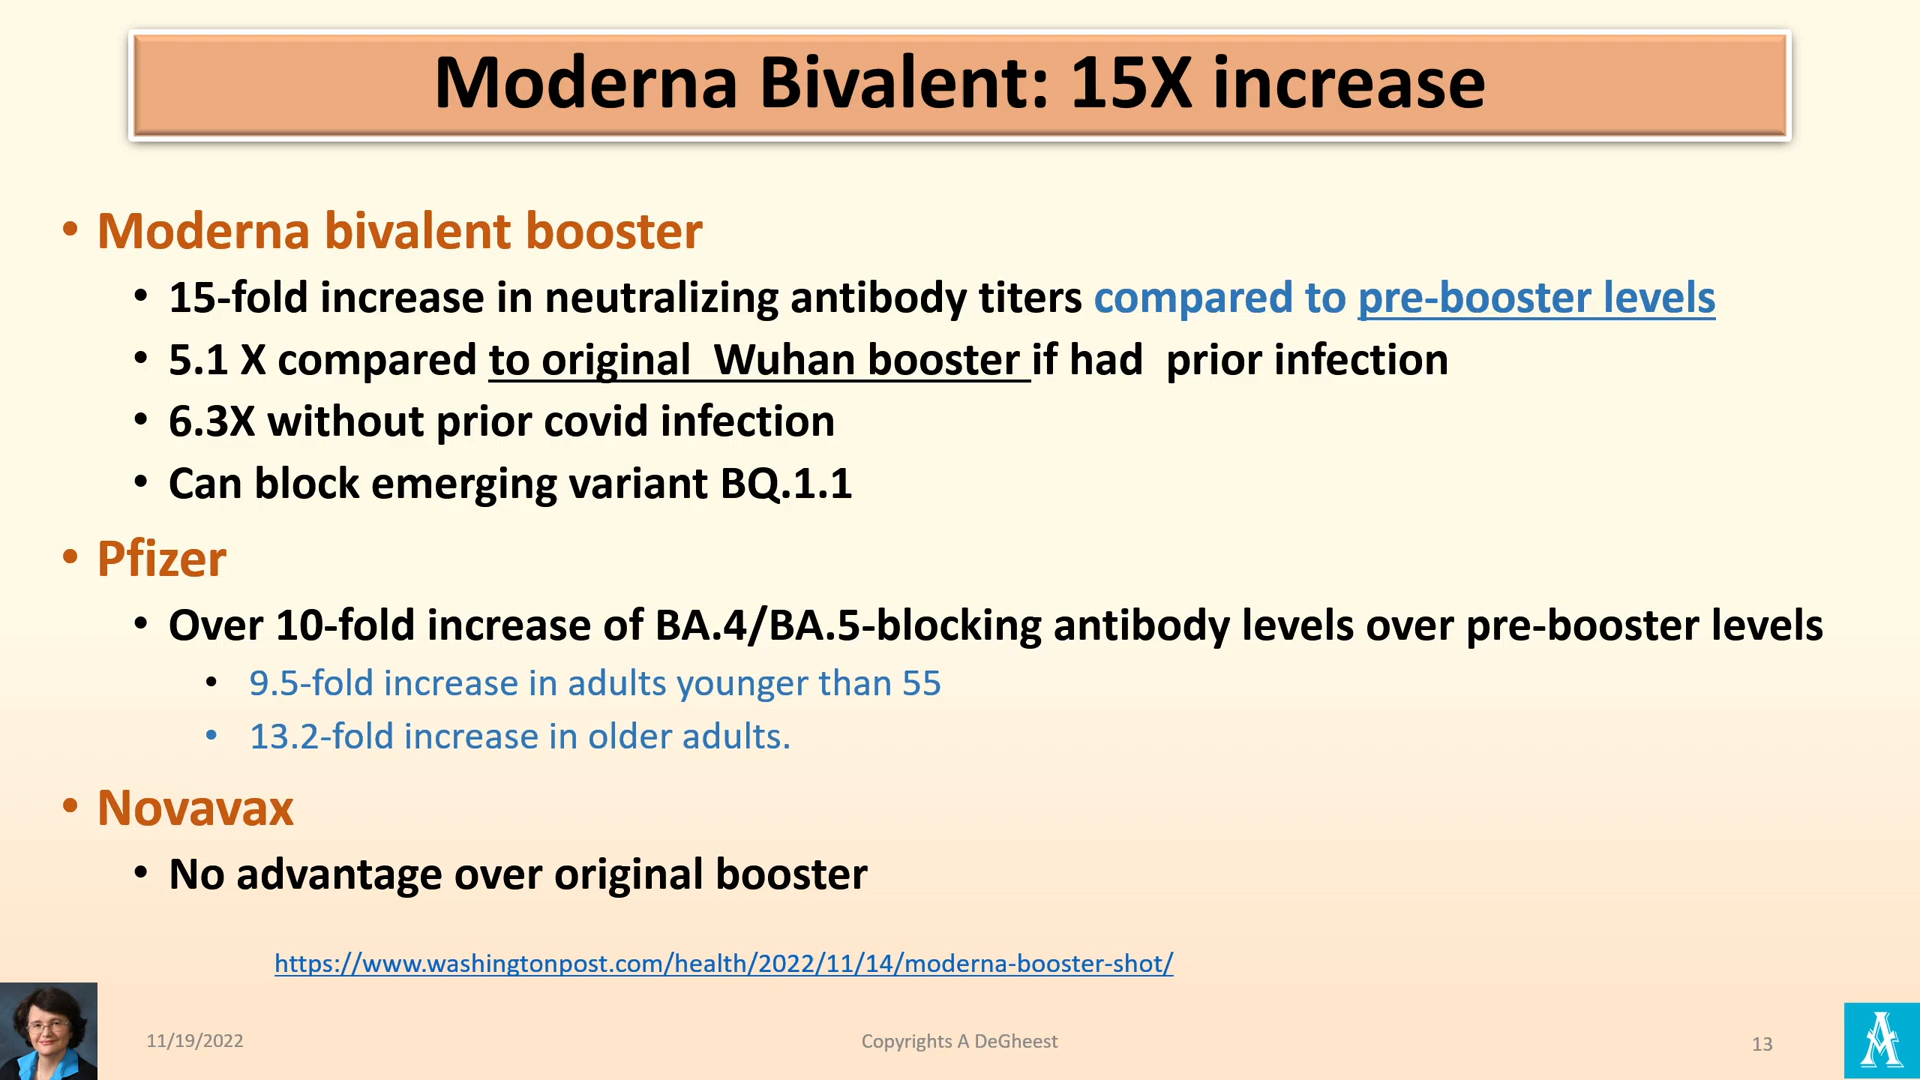 Moderna Bivalent: 15X increase
• Moderna bivalent booster
• 15-fold increase in neutralizing antibody titers compared to pre-booster levels
• 5.1 X compared to original  Wuhan booster if had  prior infection
• 6.3X without prior covid infection
• Can block emerging variant BQ.1.1
• Pfizer
• Over 10-fold increase of BA.4/BA.5-blocking antibody levels over pre-booster levels
• 9.5-fold increase in adults younger than 55
• 13.2-fold increase in older adults.
• Novavax
• No advantage over original booster
https://www.washingtonpost.com/health/2022/11/14/moderna-booster-shot/
11/19/2022
Copyrights A DeGheest
13
A